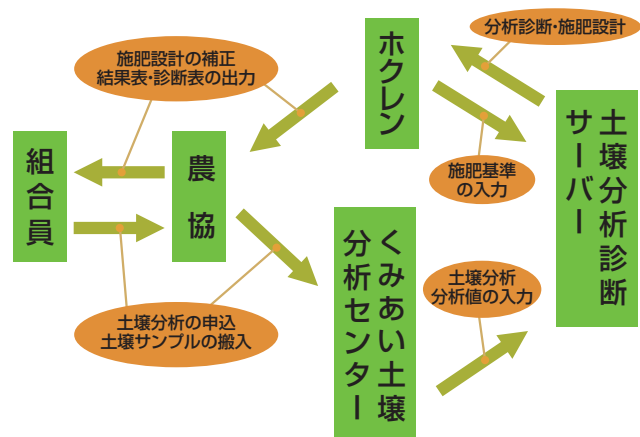 分析診断・施肥設計
施肥設計の補正
結果表・診断表の出力
ホクレン
土壌分析診断
サーバー
組合員
農協
施肥基準
の入力
くみあい土壌
分析センター
土壌分析
分析値の入力
土壌分析の申込
土壌サンプルの搬入